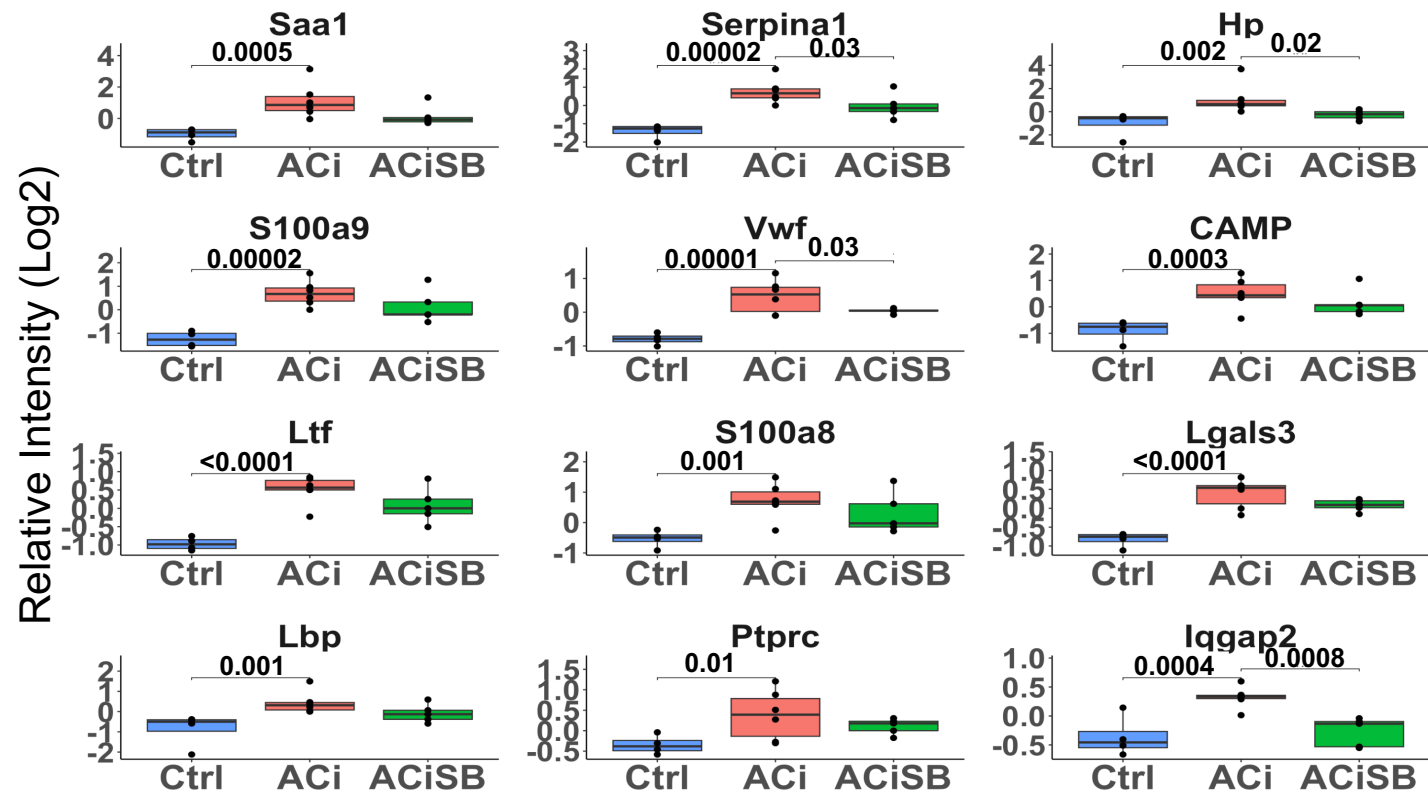 Relative Intensity (Log2)
Saa1
0.0005
4
2
0
Ctrl ACi ACiSB
Serpina1
0.00002 0.03
3
2
1
0
-1
-2
Ctrl ACi ACiSB
Hp
0.002 0.02
4
2
0
-2
Ctrl ACi ACiSB
S100a9
0.00002
2
1
0
-1
Ctrl ACi ACiSB
Vwf
0.00001 0.03
1
0
-1
Ctrl ACi ACiSB
CAMP
0.0003
2
1
0
-1
Ctrl ACi ACiSB
Ltf
<0.0001
1.5
1.0
0.5
0.0
-0.5
-1.0
Ctrl ACi ACiSB
S100a8
0.001
2
1
0
-1
Ctrl ACi ACiSB
Lgals3
<0.0001
1.5
1.0
0.5
0.0
-0.5
-1.0
Ctrl ACi ACiSB
Lbp
0.001
2
1
0
-1
-2
Ctrl ACi ACiSB
Ptprc
0.01
1.5
1.0
0.5
0.0
-0.5
Ctrl ACi ACiSB
Iqgap2
0.0004 0.0008
1.0
0.5
0.0
-0.5
Ctrl ACi ACiSB